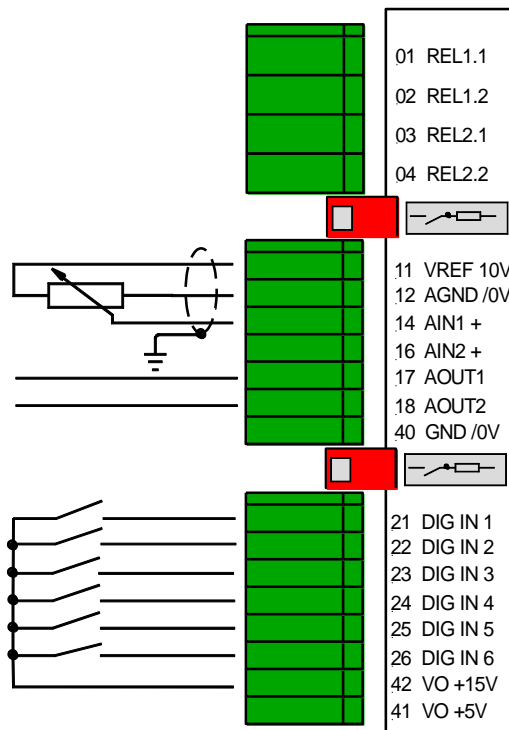 01 REL1.1
02 REL1.2
03 REL2.1
04 REL2.2
11 VREF 10V
12 AGND /0V
14 AIN1 +
16 AIN2 +
17 AOUT1
18 AOUT2
40 GND /0V
21 DIG IN 1
22 DIG IN 2
23 DIG IN 3
24 DIG IN 4
25 DIG IN 5
26 DIG IN 6
42 VO +15V
41 VO +5V